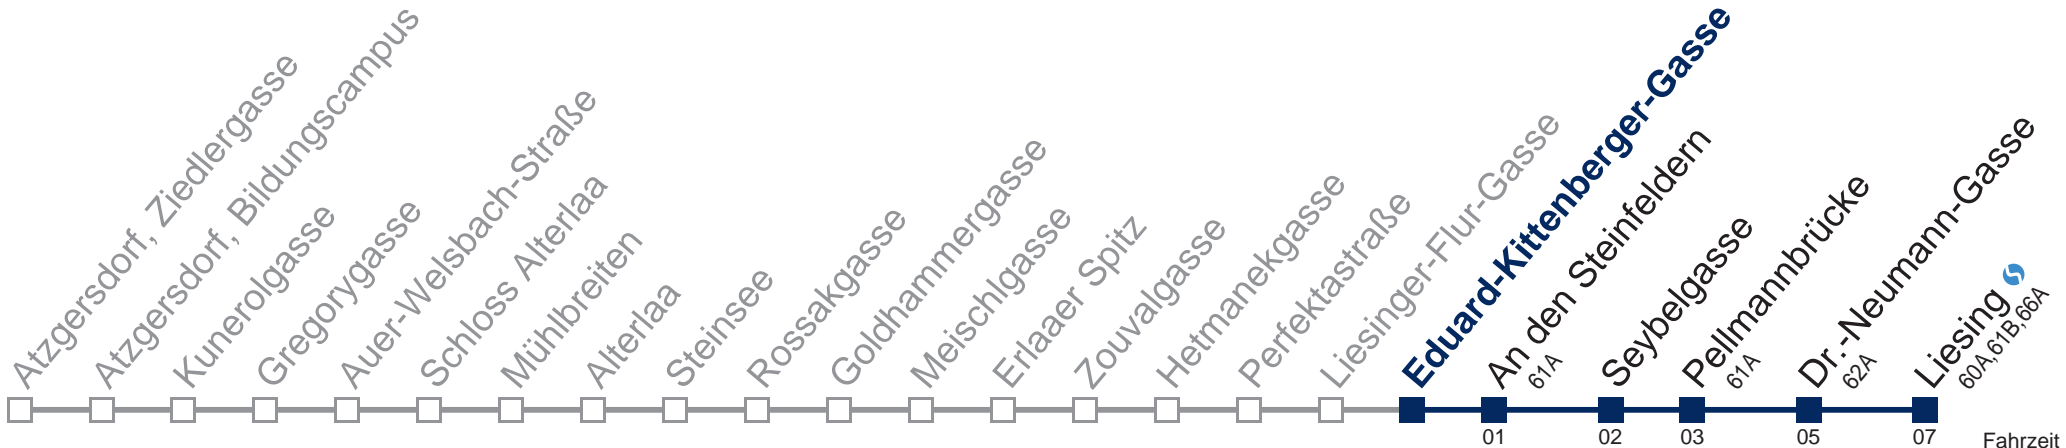 Atzgersdorf, Ziedlergasse
Atzgersdorf, Bildungscampus
Kunerolgasse
Gregorygasse
Auer-Welsbach-Straße
Schloss Alterlaa
Mühlbreiten
Alterlaa
Steinsee
Rossakgasse
Goldhammergasse
Meischlgasse
Erlaaer Spitz
Zouvalgasse
Hetmanekgasse
Perfektastraße
Liesinger-Flur-Gasse
Eduard-Kittenberger-Gasse
An den Steinfeldern
61A
Seybelgasse
Pellmannbrücke
61A
Dr.-Neumann-Gasse
62A
Liesing
60A,61B,66A
01 02 03 05 07 Fahrzeit